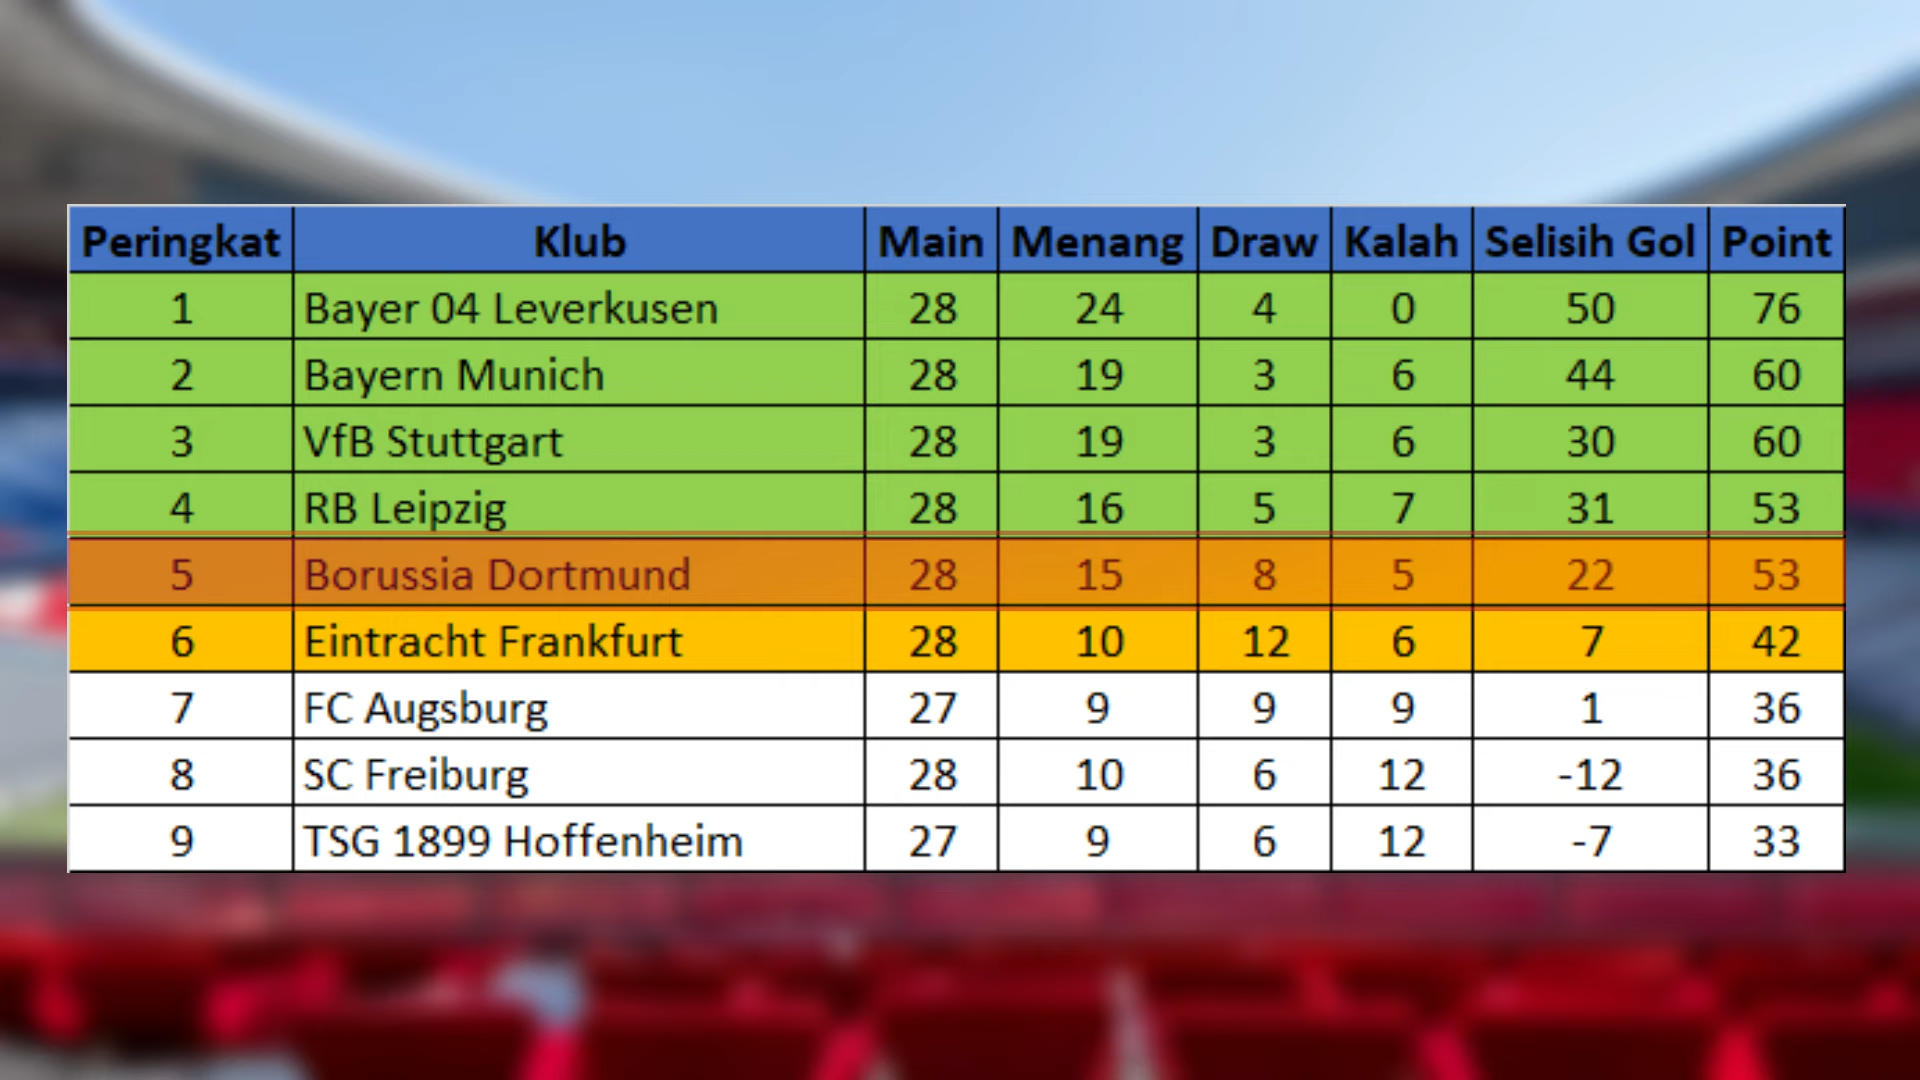 Peringkat Klub Main Menang Draw Kalah Selisih Gol Point
1 Bayer 04 Leverkusen 28 24 4 0 50 76
2 Bayern Munich 28 19 3 6 44 60
3 VfB Stuttgart 28 19 3 6 30 60
4 RB Leipzig 28 16 5 7 31 53
5 Borussia Dortmund 28 15 8 5 22 53
6 Eintracht Frankfurt 28 10 12 6 7 42
7 FC Augsburg 27 9 9 9 1 36
8 SC Freiburg 28 10 6 12 -12 36
9 TSG 1899 Hoffenheim 27 9 6 12 -7 33